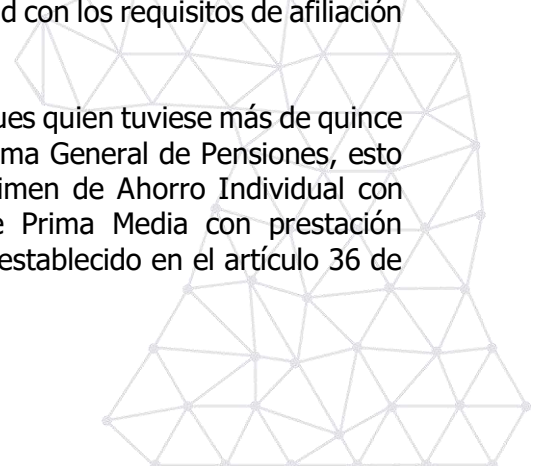 d con los requisitos de afiliación
ues quien tuviese más de quince
ma General de Pensiones, esto
imen de Ahorro Individual con
Prima Media con prestación
establecido en el artículo 36 de